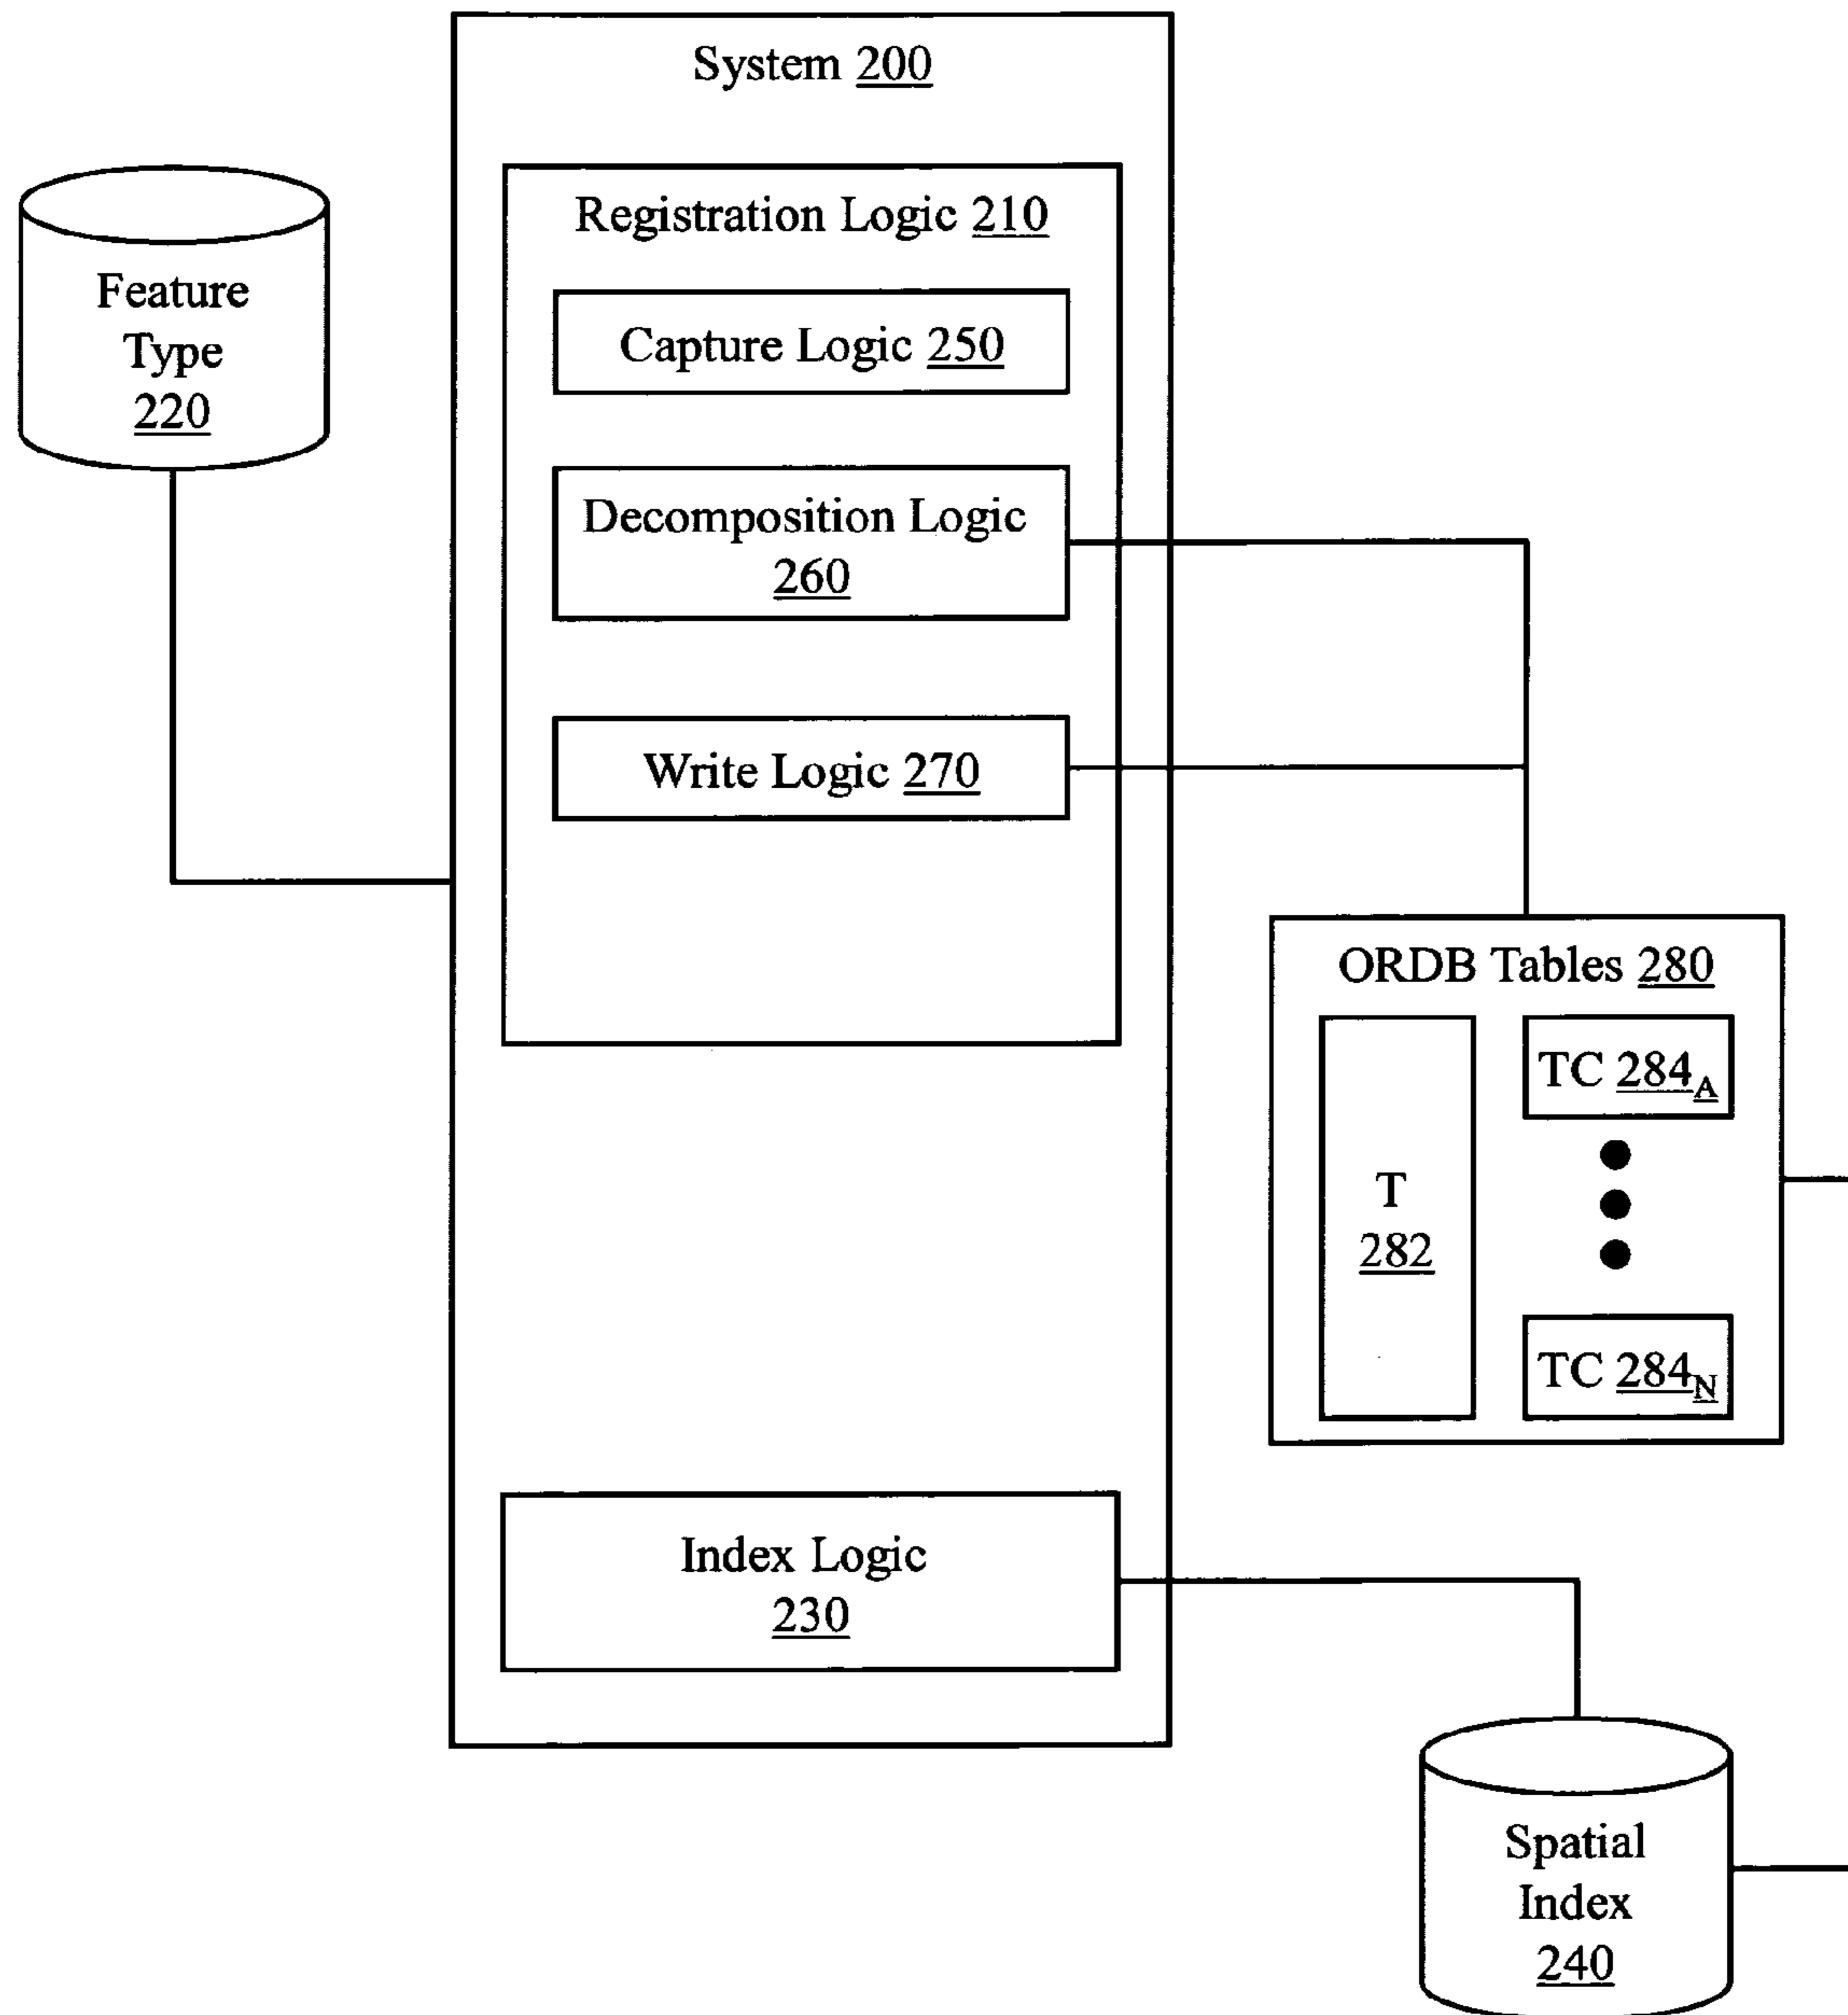 System 200
Registration Logic 210
Feature
Type
220
Capture Logic 250
Decomposition Logic
260
Write Logic 270
ORDB Tables 280
T
282
TC 284A
TC 284N
Index Logic
230
Spatial
Index
240